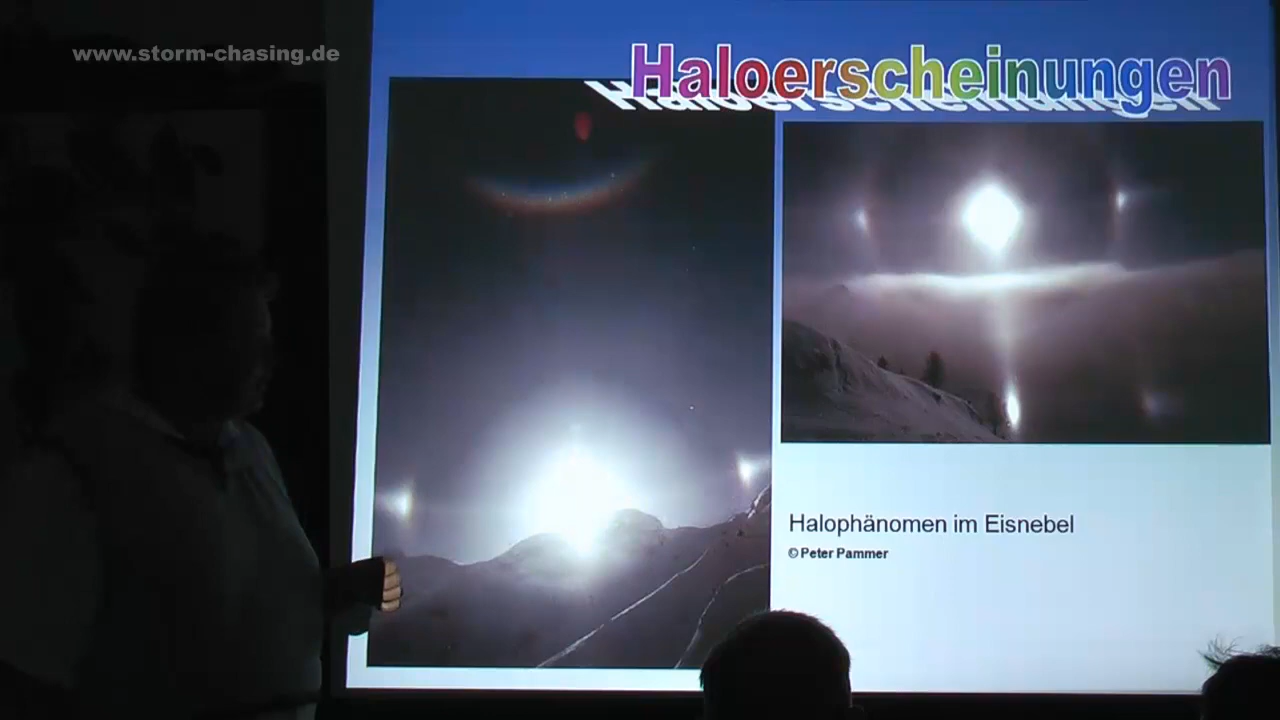 www.storm-chasing.de
Haloerscheinungen
Halophänomen im Eisnebel
© Peter Pammer